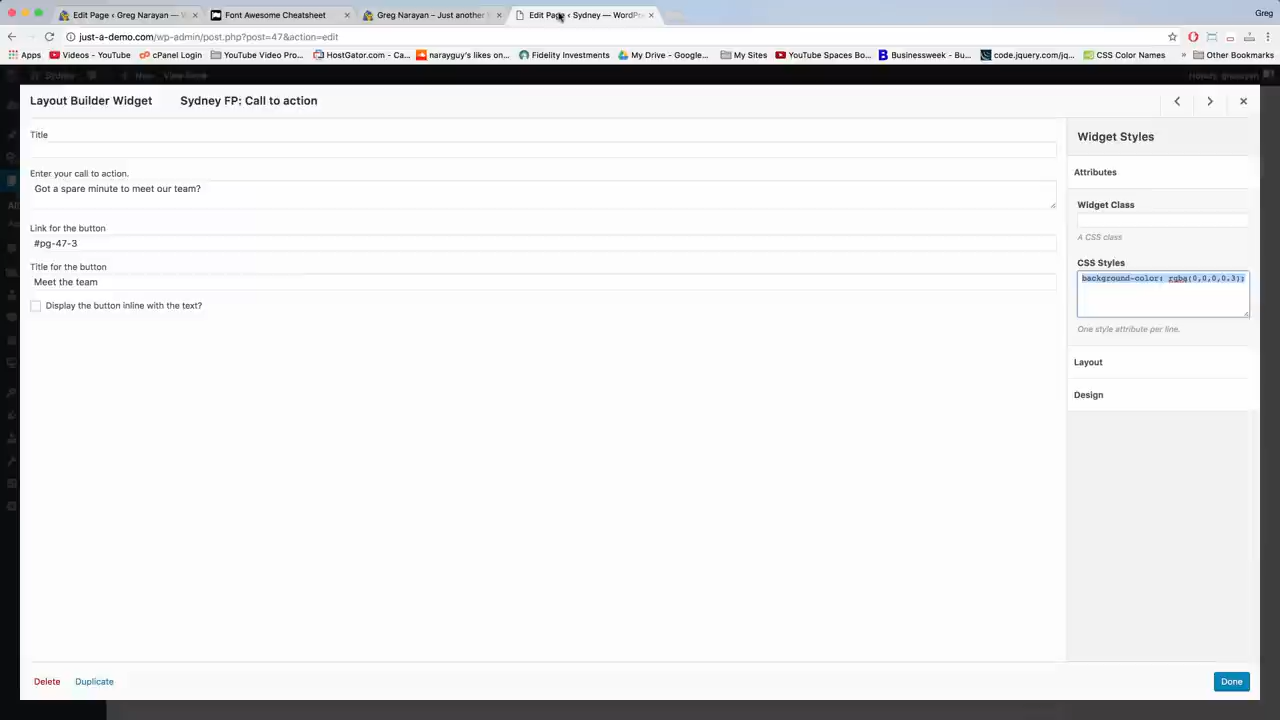 Edit Page ‹ Greg Narayan — W
Font Awesome Cheatsheet
Greg Narayan – Just another W
Edit Page ‹ Sydney — WordPr
Greg
just-a-demo.com/wp-admin/post.php?post=47&action=edit
Apps
Videos - YouTube
cPanel Login
YouTube Video Pro...
HostGator.com - Ca...
narayguy's likes on...
Fidelity Investments
My Drive - Google...
My Sites
YouTube Spaces Bo...
Businessweek - Bu...
code.jquery.com/jq...
CSS Color Names
»
Other Bookmarks
Sydney
New
Layout Builder Widget
Sydney FP: Call to action
Title
Enter your call to action.
Got a spare minute to meet our team?
Link for the button
#pg-47-3
Title for the button
Meet the team
Display the button inline with the text?
Widget Styles
Attributes
Widget Class
A CSS class
CSS Styles
background-color: rgba(0,0,0,0.3);
One style attribute per line.
Layout
Design
Delete
Duplicate
Done